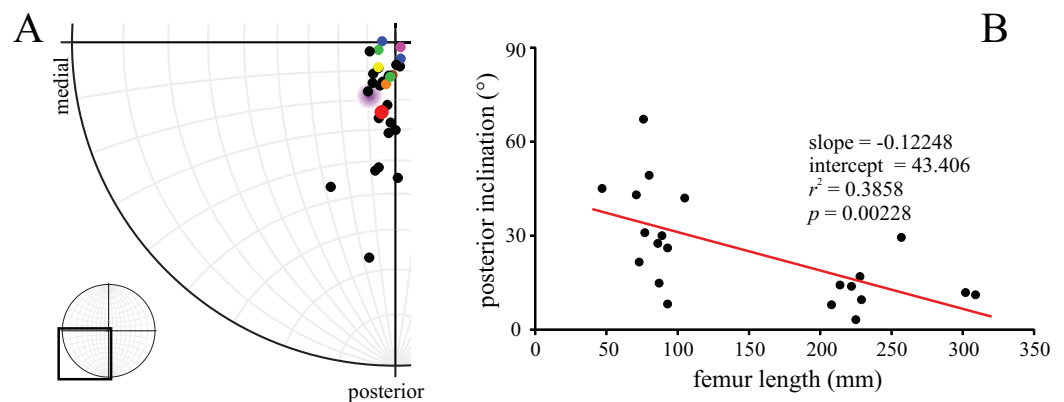 A
medial
posterior
B
posterior inclination (°)
90
60
30
0
slope = -0.12248
intercept = 43.406
r² = 0.3858
p = 0.00228
0 50 100 150 200 250 300 350
femur length (mm)